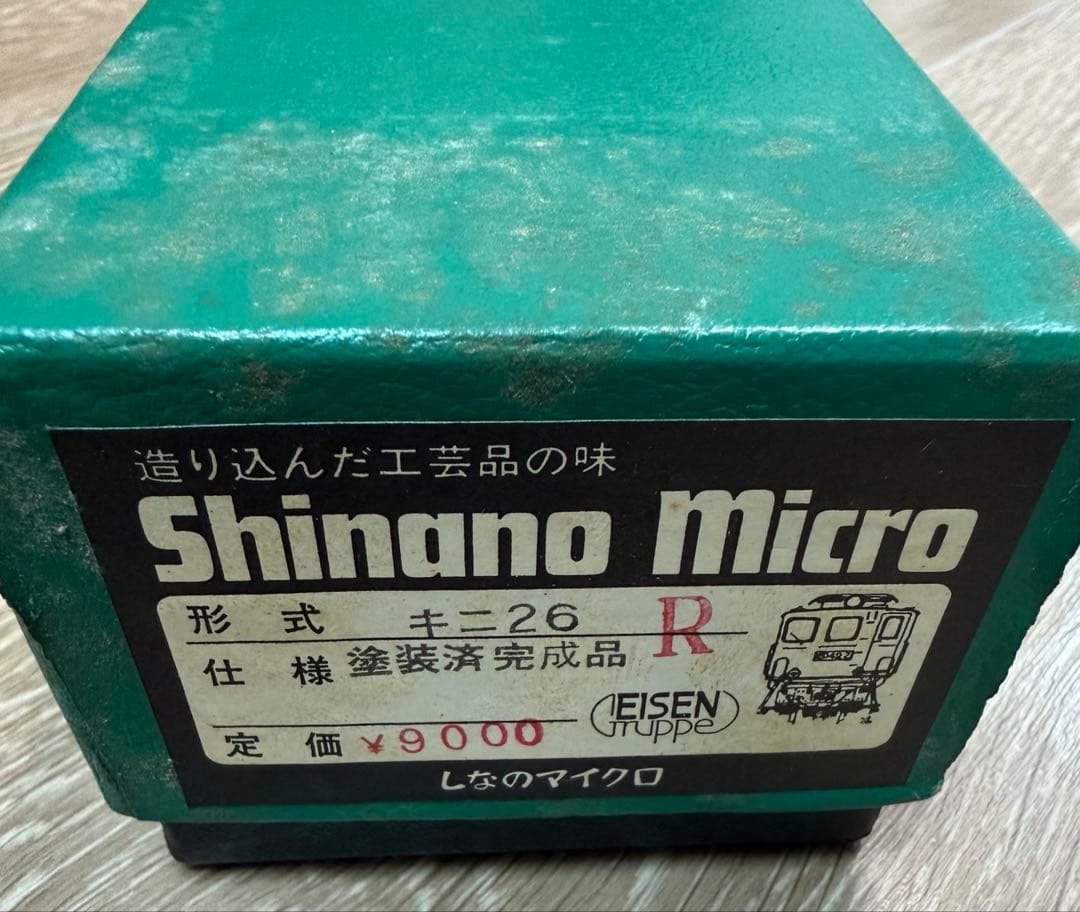 造り込んだ工芸品の味
Shinano Micro
形 式 キニ26 R
仕 様 塗装済完成品
EISEN
Gruppe
定 価 ¥9000
しなのマイクロ